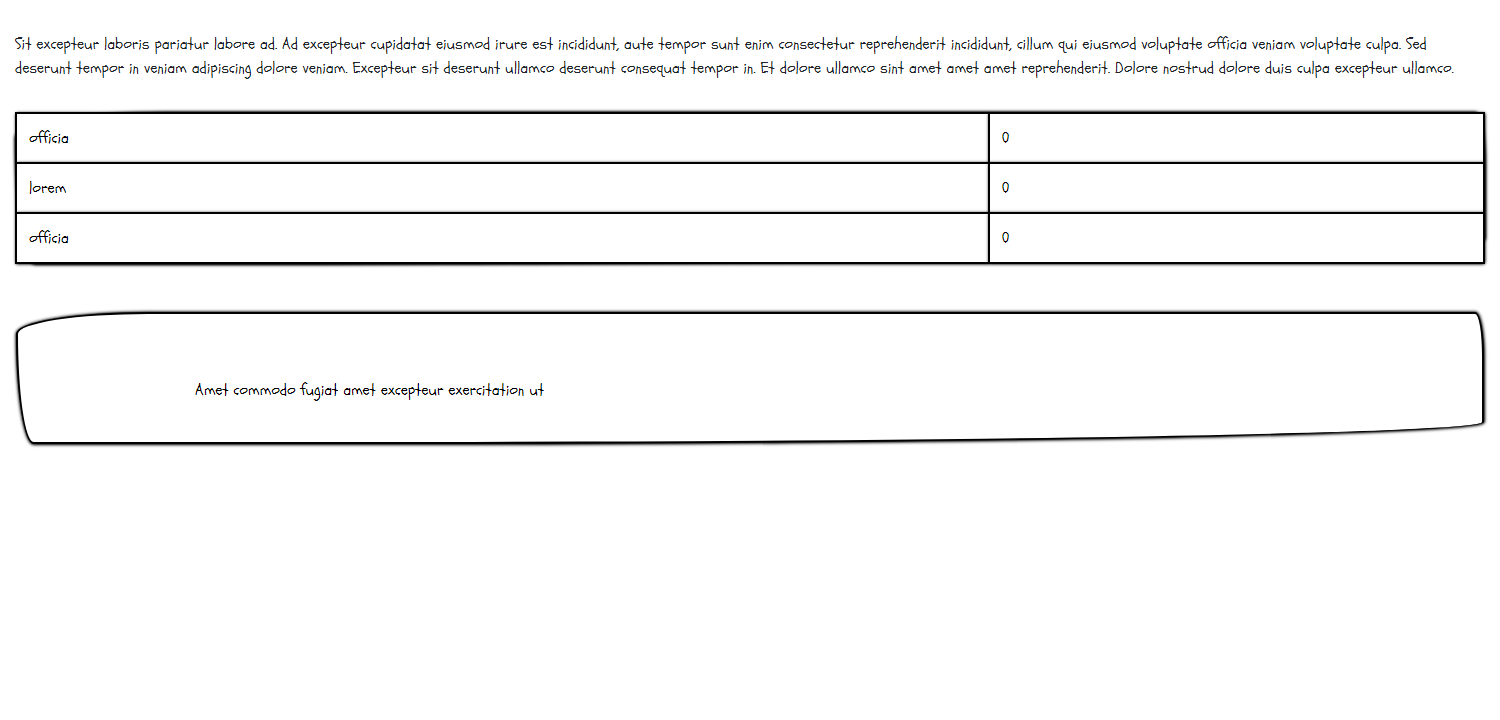 Sit excepteur laboris pariatur labore ad. Ad excepteur cupidatat eiusmod irure est incididunt, aute tempor sunt enim consectetur reprehenderit incididunt, cillum qui eiusmod voluptate officia veniam voluptate culpa. Sed
deserunt tempor in veniam adipiscing dolore veniam. Excepteur sit deserunt ullamco deserunt consequat tempor in. Et dolore ullamco sint amet amet amet reprehenderit. Dolore nostrud dolore duis culpa excepteur ullamco.
officia 0
lorem 0
officia 0
Amet commodo fugiat amet excepteur exercitation ut